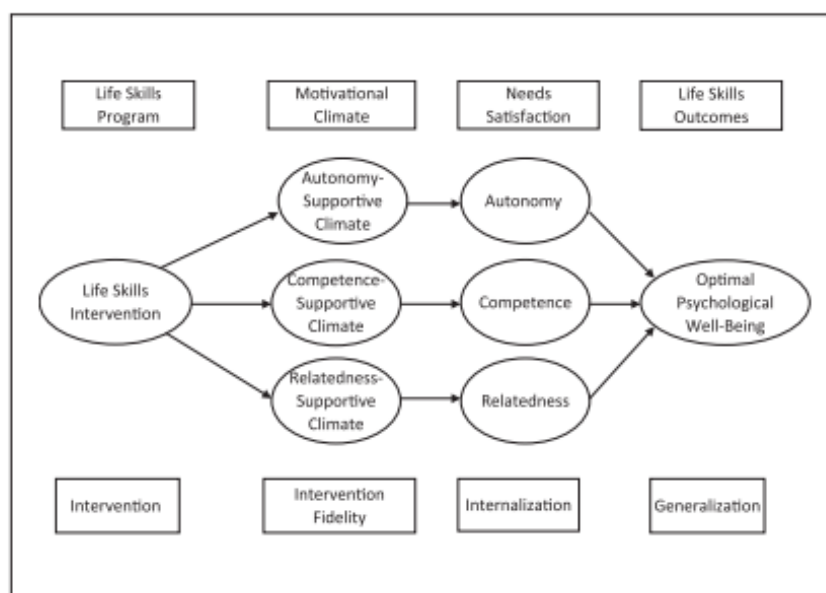 Life Skills
Program
Motivational
Climate
Needs
Satisfaction
Life Skills
Outcomes
Autonomy-
Supportive
Climate
Autonomy
Life Skills
Intervention
Competence-
Supportive
Climate
Competence
Optimal
Psychological
Well-Being
Relatedness-
Supportive
Climate
Relatedness
Intervention
Intervention
Fidelity
Internalization
Generalization